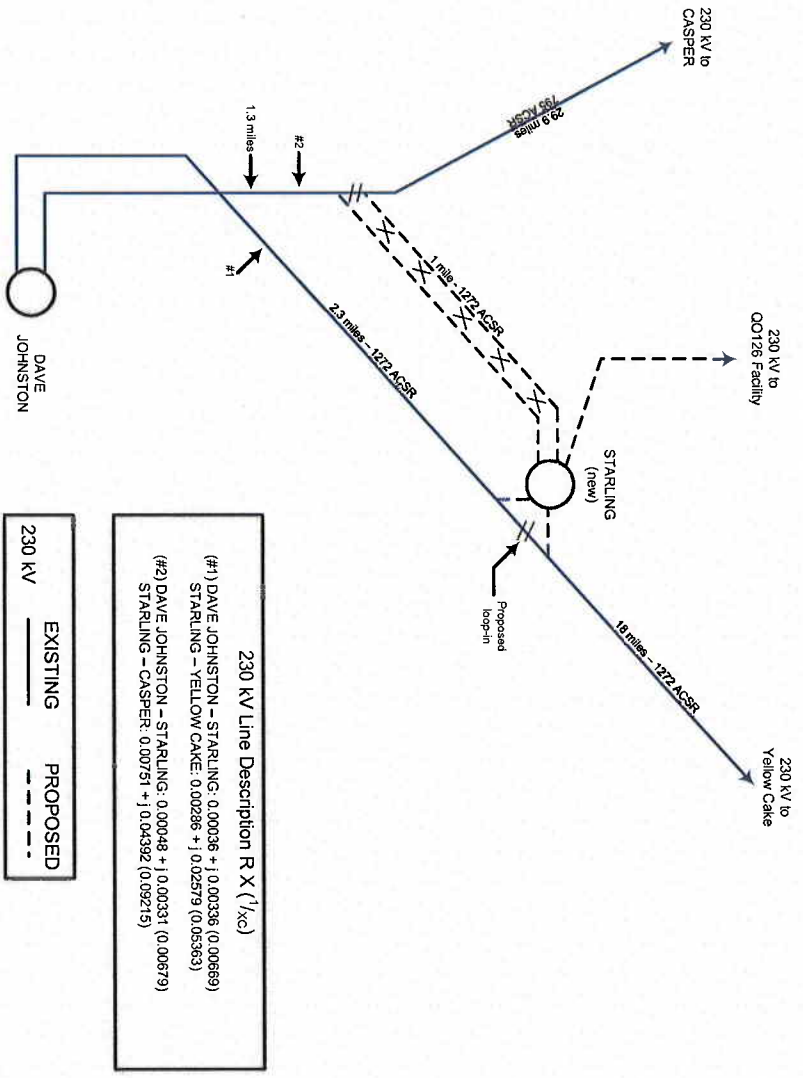 230 kV to
CASPER
29.9 miles
795 ACSR
1.3 miles
#2
#1
1 mile - 1272 ACSR
2.3 miles – 1272 ACSR
230 kV to
QO126 Facility
STARLING
(new)
Proposed
loop-in
18 miles – 1272 ACSR
230 kV to
Yellow Cake
DAVE
JOHNSTON
230 kV Line Description R X (1/xc)
(#1) DAVE JOHNSTON – STARLING: 0.00036 + j 0.00336 (0.00669)
STARLING – YELLOW CAKE: 0.00286 + j 0.02579 (0.05363)
(#2) DAVE JOHNSTON – STARLING: 0.00048 + j 0.00331 (0.00679)
STARLING – CASPER: 0.00751 + j 0.04392 (0.09215)
EXISTING PROPOSED
230 kV